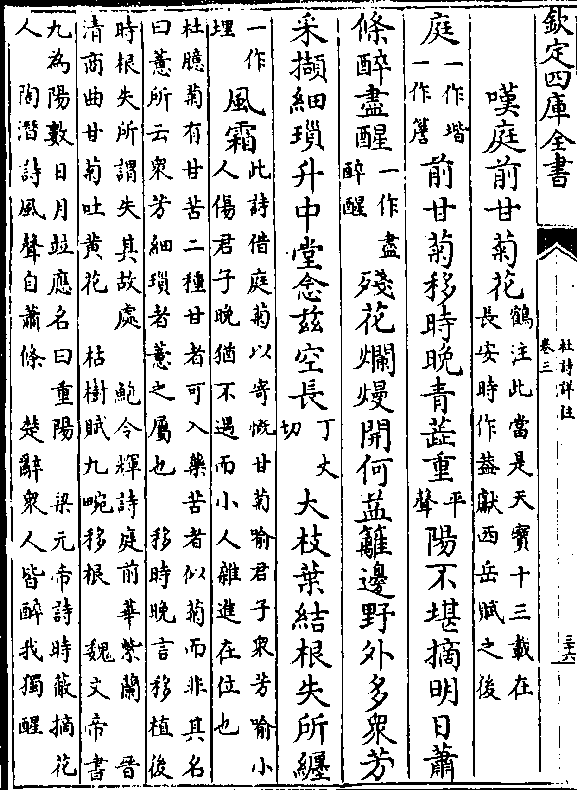 欽定四庫全書
杜詩詳註
卷三
三十六
嘆庭前甘菊花
鶴注此當是天寶十三載在
長安時作蓋獻西岳賦之後
庭
一作堦
一作簷
前甘菊移時晚青蕋重
平
聲
陽不堪摘明日蕭
條醉盡醒
一作盡
醉醒
殘花爛熳開何益籬邊野外多衆芳
采擷細瑣升中堂念兹空長
丁丈
切
大枝葉結根失所纏
一作
埋
風霜
此詩借庭菊以寄慨甘菊喻君子衆芳喻小
人傷君子晚猶不遇而小人雜進在位也
杜臆菊有甘苦二種甘者可入藥苦者似菊而非其名
曰薏所云衆芳細瑣者薏之屬也 移時晚言移植後
時根失所謂失其故處 鮑令輝詩庭前華紫蘭 晉
清商曲甘菊吐黃花 枯樹賦九畹移根 魏文帝書
九為陽數日月竝應名曰重陽 梁元帝詩時蔽摘花
人 陶潛詩風聲自蕭條 楚辭衆人皆醉我獨醒